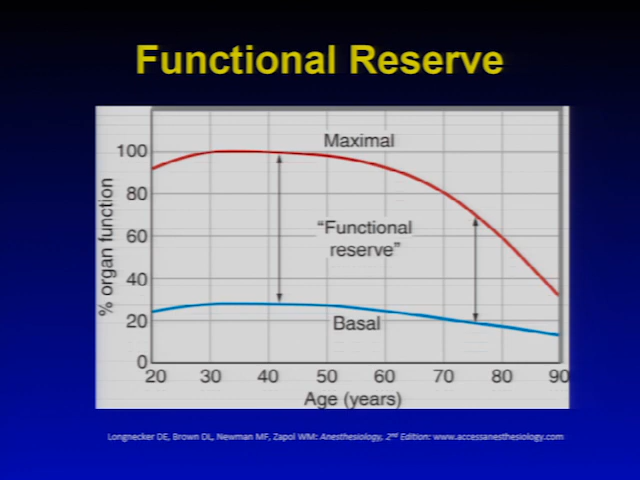 Functional Reserve
Maximal
100
80
60
40
20
0
% organ function
"Functional
reserve"
Basal
20 30 40 50 60 70 80 90
Age (years)
Longnecker DE, Brown DL, Newman MF, Zapol WM: Anesthesiology, 2nd Edition: www.accessanesthesiology.com